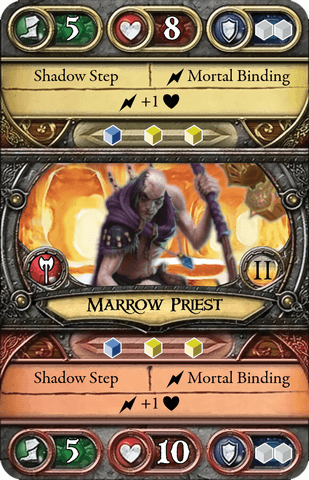 5 8
Shadow Step Mortal Binding
+1
MARROW PRIEST
II
Shadow Step Mortal Binding
+1
5 10